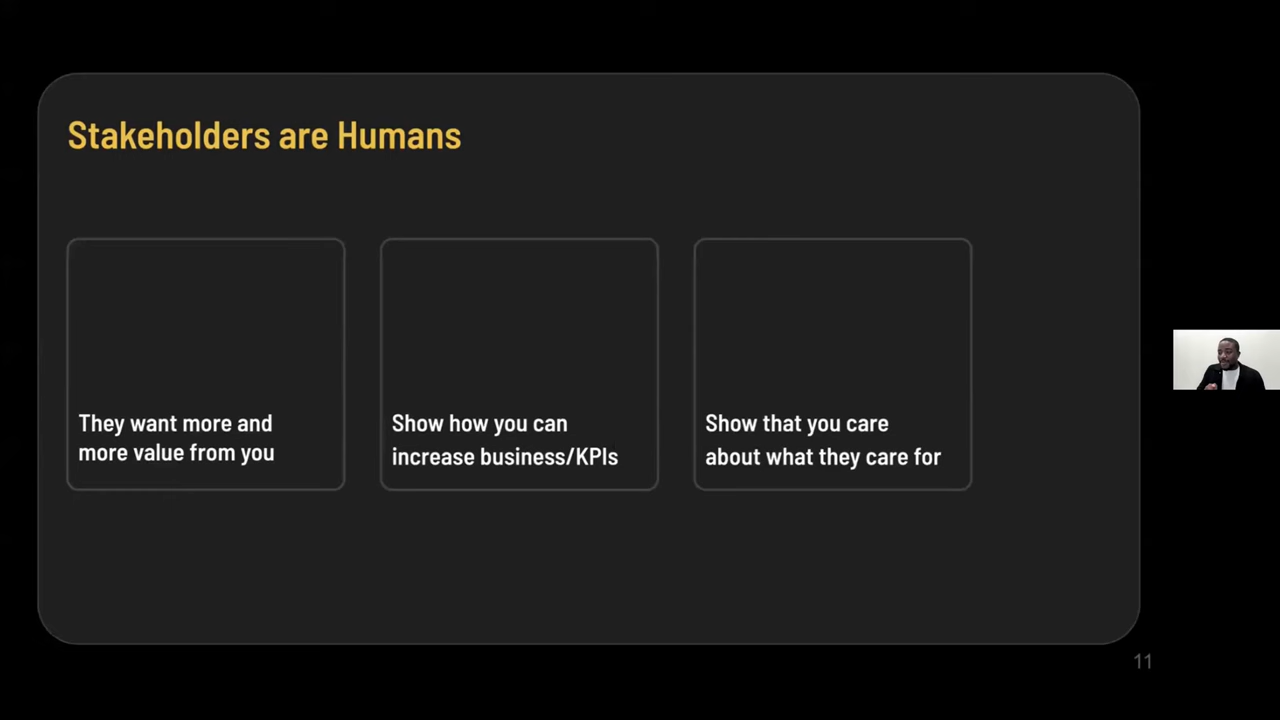 Stakeholders are Humans
They want more and
more value from you
Show how you can
increase business/KPIs
Show that you care
about what they care for
11